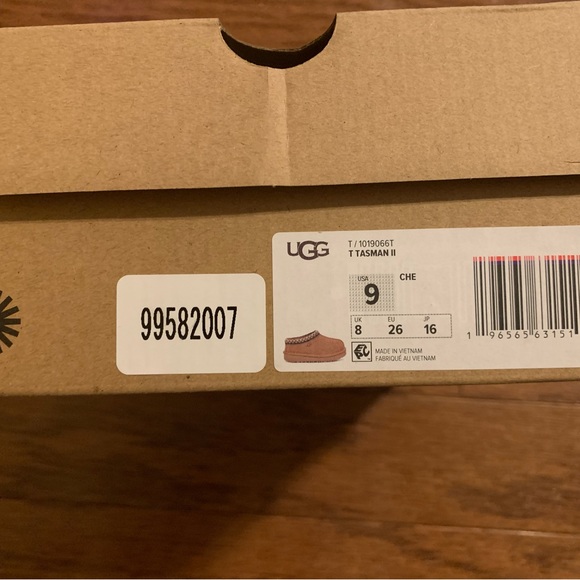 99582007
UGG
T / 1019066T
T TASMAN II
USA
9
CHE
UK EU JP
8 26 16
MADE IN VIETNAM
FABRIQUÉ AU VIETNAM
1 96565 63151